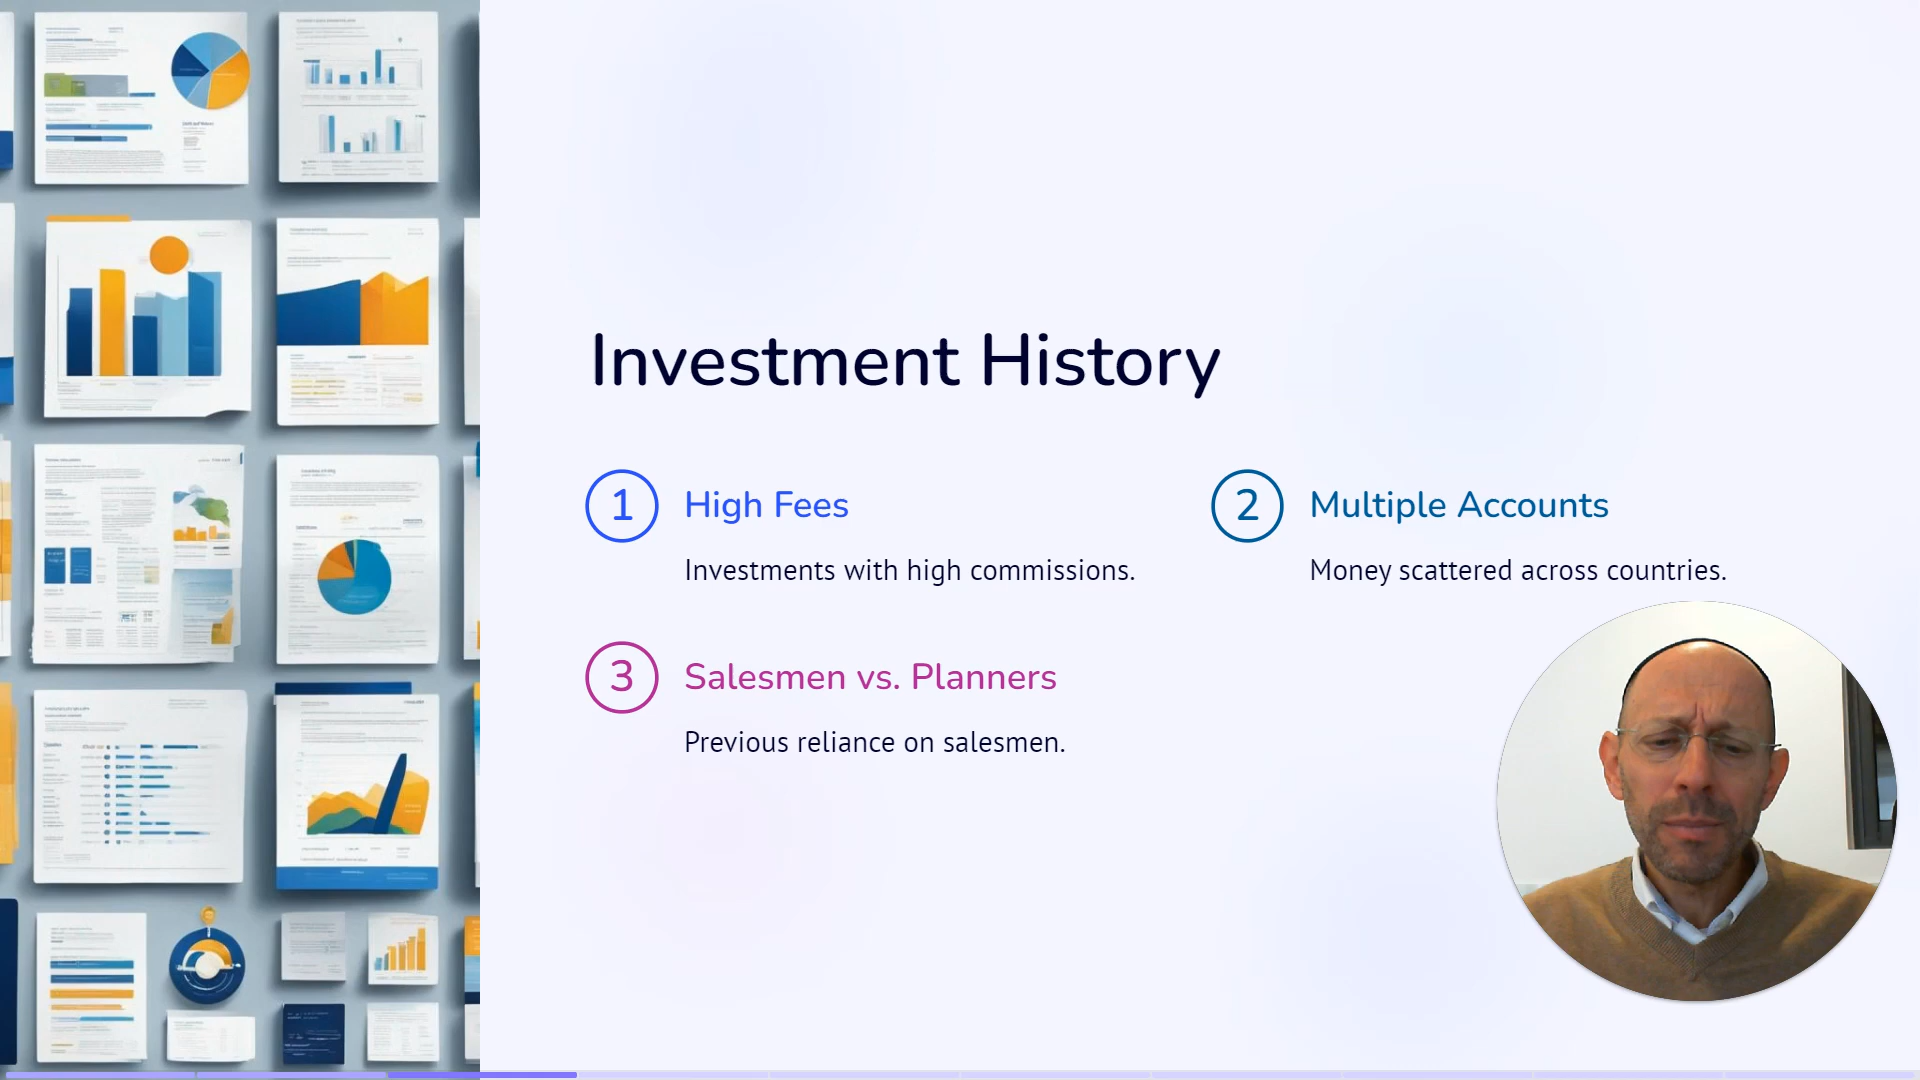 Investment History
1 High Fees
Investments with high commissions.
2 Multiple Accounts
Money scattered across countries.
3 Salesmen vs. Planners
Previous reliance on salesmen.